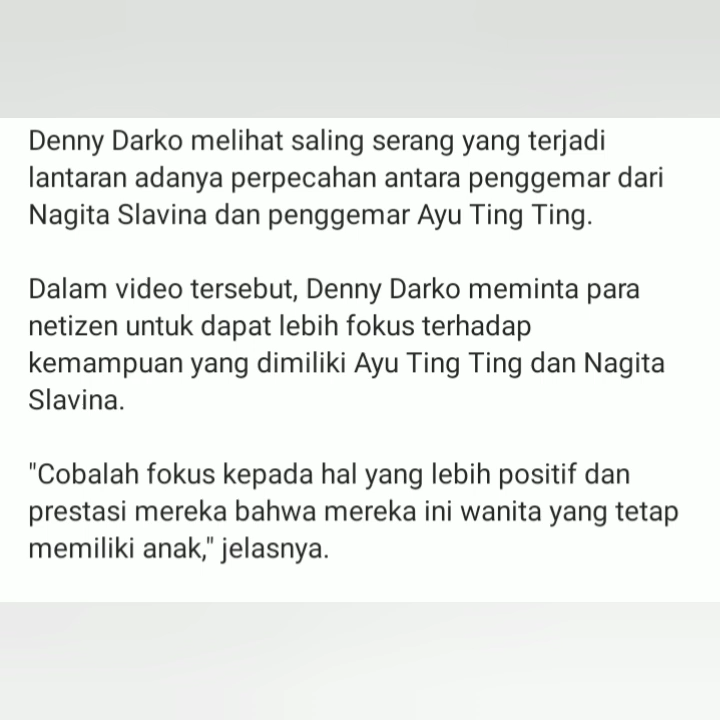 Denny Darko melihat saling serang yang terjadi
lantaran adanya perpecahan antara penggemar dari
Nagita Slavina dan penggemar Ayu Ting Ting.
Dalam video tersebut, Denny Darko meminta para
netizen untuk dapat lebih fokus terhadap
kemampuan yang dimiliki Ayu Ting Ting dan Nagita
Slavina.
"Cobalah fokus kepada hal yang lebih positif dan
prestasi mereka bahwa mereka ini wanita yang tetap
memiliki anak," jelasnya.